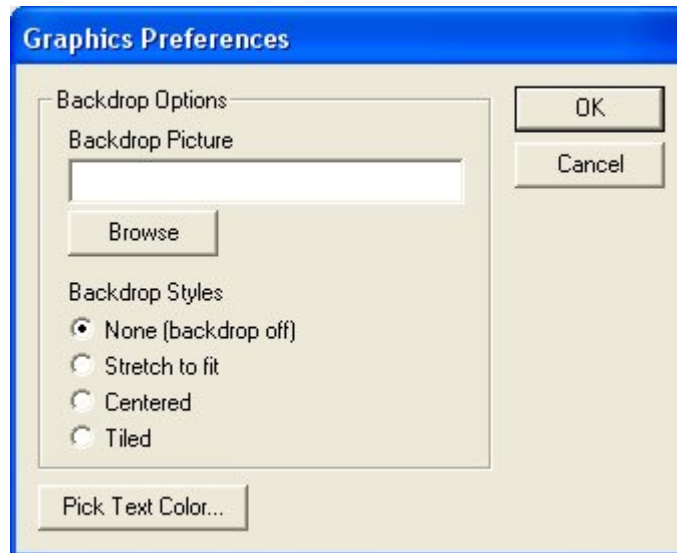 Graphics Preferences
Backdrop Options
Backdrop Picture
Browse
Backdrop Styles
None (backdrop off)
Stretch to fit
Centered
Tiled
Pick Text Color...
OK
Cancel